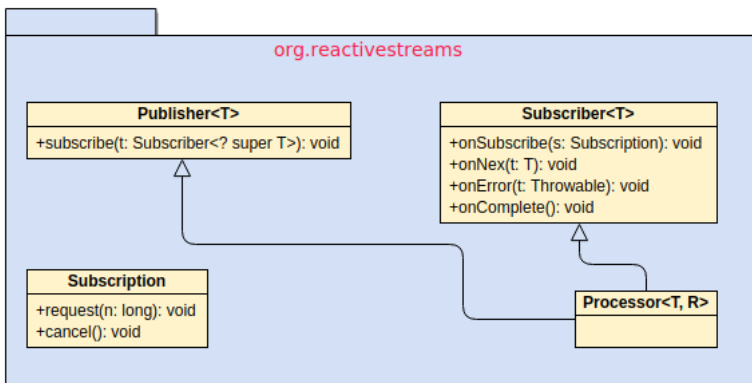 org.reactivestreams
Publisher<T>
+subscribe(t: Subscriber<? super T>): void
Subscriber<T>
+onSubscribe(s: Subscription): void
+onNex(t: T): void
+onError(t: Throwable): void
+onComplete(): void
Subscription
+request(n: long): void
+cancel(): void
Processor<T, R>